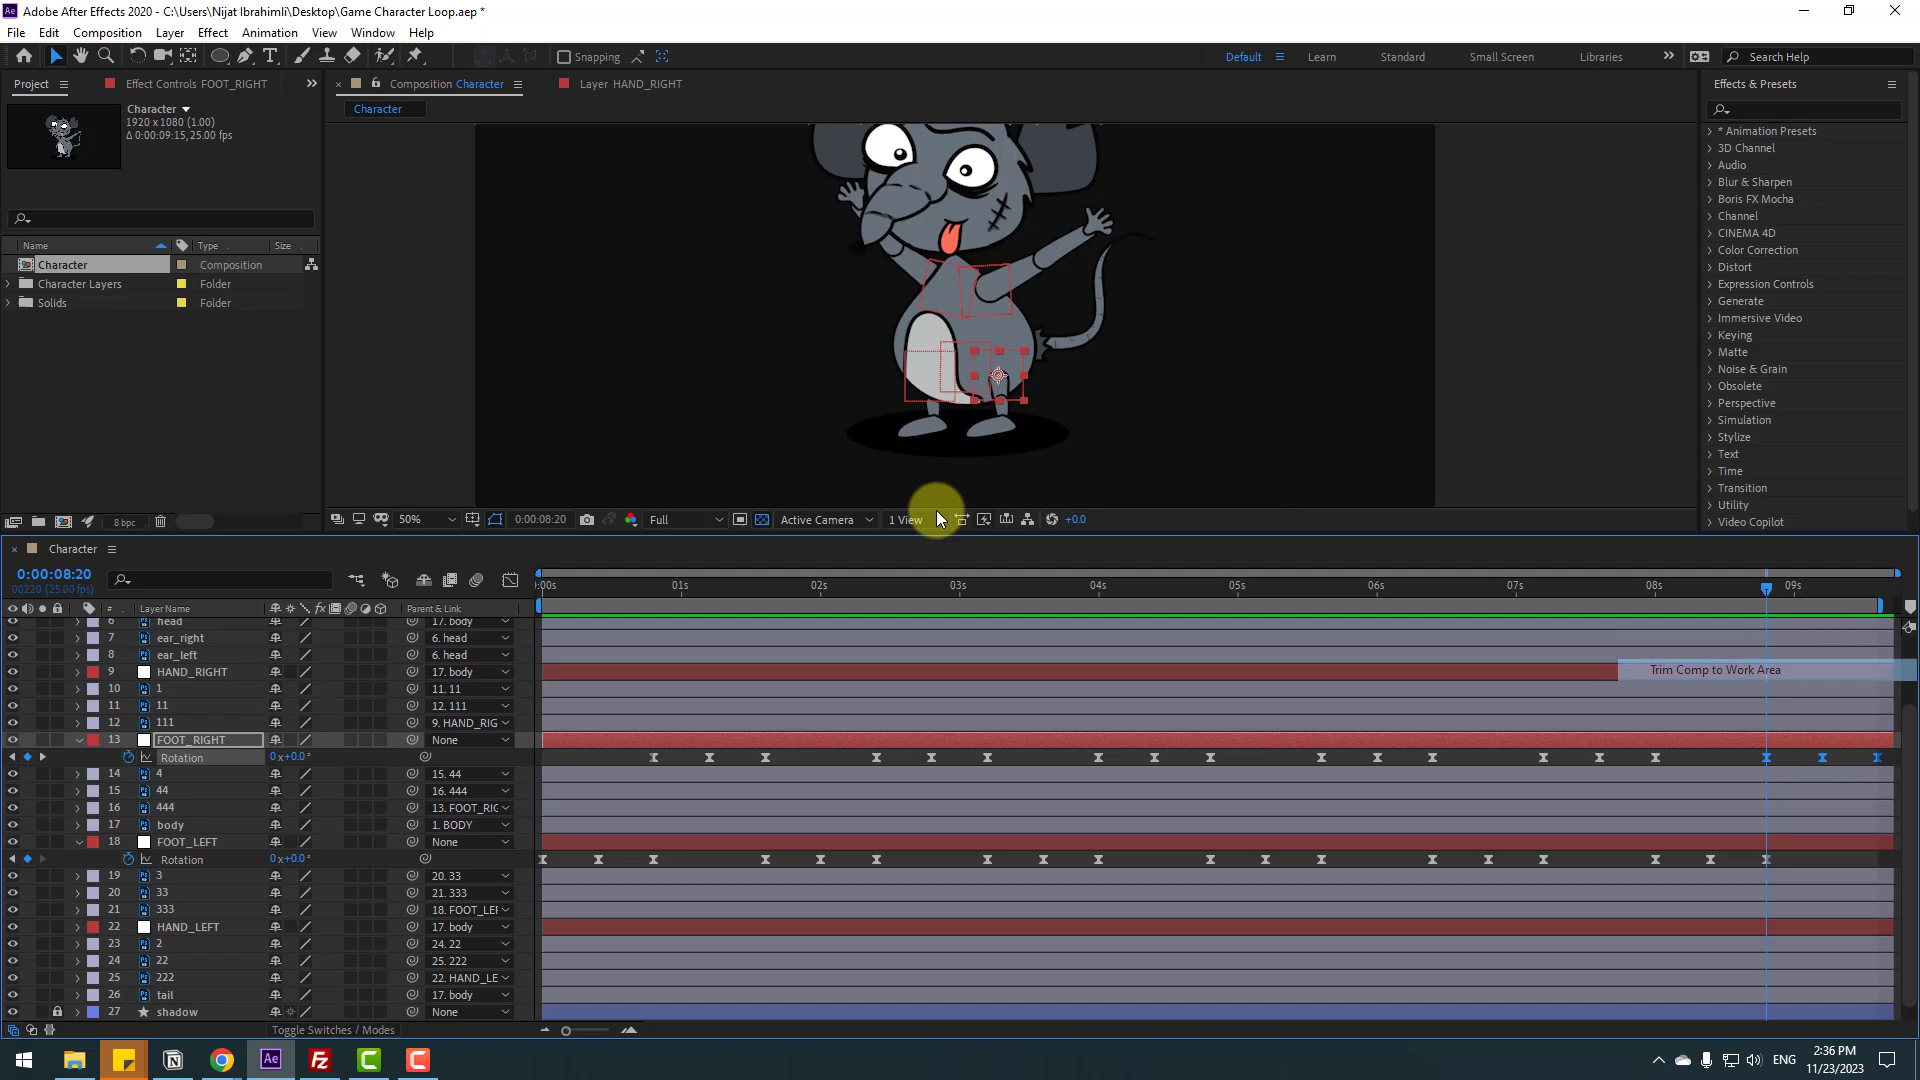 Adobe After Effects 2020 - C:\Users\Nijat Ibrahimli\Desktop\Game Character Loop.aep *
File Edit Composition Layer Effect Animation View Window Help
Snapping
Default Learn Standard Small Screen Libraries Search Help
Project Effect Controls FOOT_RIGHT Composition Character Layer HAND_RIGHT Effects & Presets
Character
1920 x 1080 (1.00)
Δ 0:00:09:15, 25.00 fps
Character
Name Type Size
Character Composition
Character Layers Folder
Solids Folder
* Animation Presets
3D Channel
Audio
Blur & Sharpen
Boris FX Mocha
Channel
CINEMA 4D
Color Correction
Distort
Expression Controls
Generate
Immersive Video
Keying
Matte
Noise & Grain
Obsolete
Perspective
Simulation
Stylize
Text
Time
Transition
Utility
Video Copilot
8 bpc 50% 0:00:08:20 Full Active Camera 1 View +0.0
Character
0:00:08:20
00220 (25.00 fps)
:00s 01s 02s 03s 04s 05s 06s 07s 08s 09s
# Layer Name Parent & Link
6 head 17. body
7 ear_right 6. head
8 ear_left 6. head
9 HAND_RIGHT 17. body
Trim Comp to Work Area
10 1 11. 11
11 11 12. 111
12 111 9. HAND_RIG
13 FOOT_RIGHT None
Rotation 0x+0.0°
14 4 15. 44
15 44 16. 444
16 444 13. FOOT_RIG
17 body 1. BODY
18 FOOT_LEFT None
Rotation 0x+0.0°
19 3 20. 33
20 33 21. 333
21 333 18. FOOT_LEF
22 HAND_LEFT 17. body
23 2 24. 22
24 22 25. 222
25 222 22. HAND_LE
26 tail 17. body
27 shadow None
Toggle Switches / Modes
Ae
ENG
2:36 PM
11/23/2023